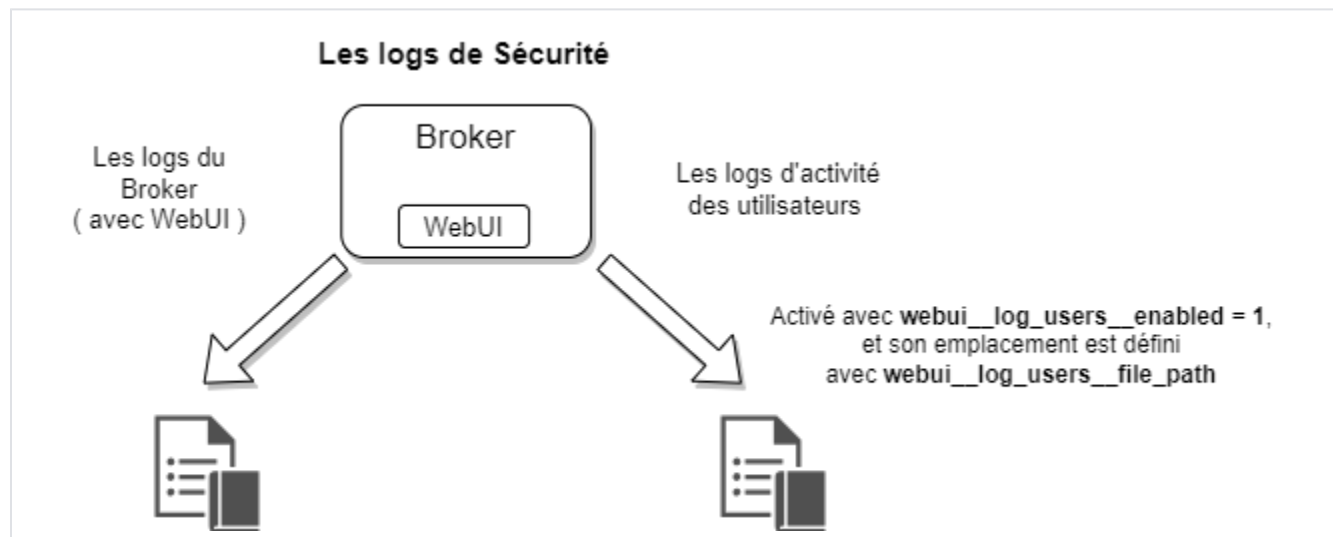 Les logs de Sécurité
Broker
WebUI
Les logs du
Broker
( avec WebUI )
Les logs d'activité
des utilisateurs
Activé avec webui__log_users__enabled = 1,
et son emplacement est défini
avec webui__log_users__file_path